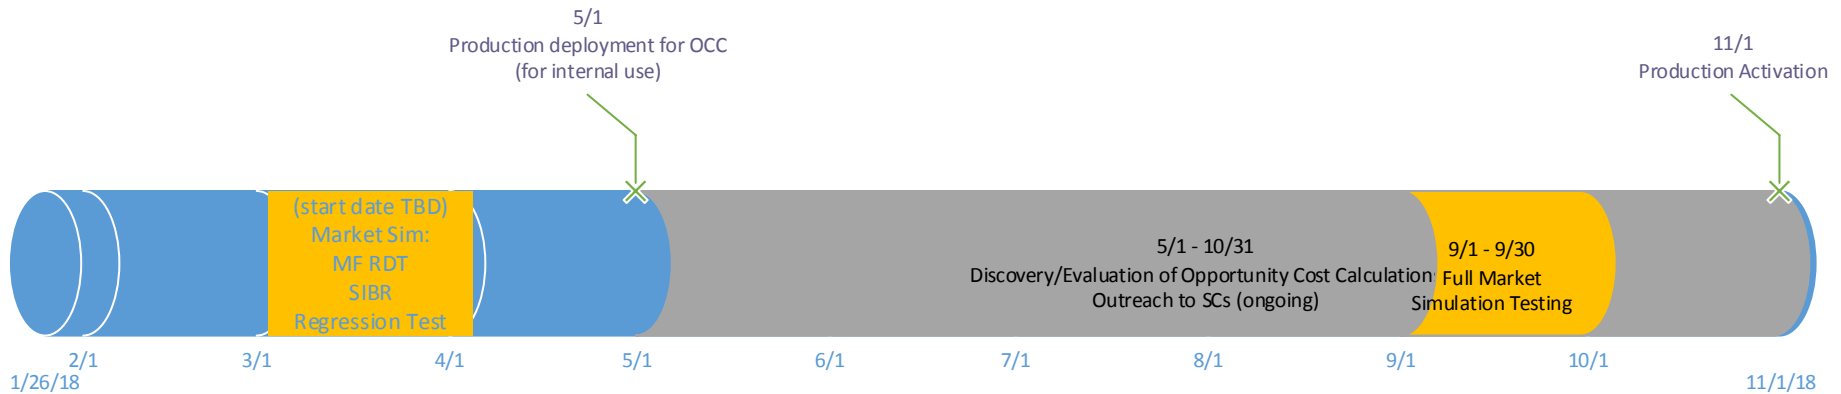 5/1
Production deployment for OCC
(for internal use)
11/1
Production Activation
(start date TBD)
Market Sim:
MF RDT
SIBR
Regression Test
5/1 - 10/31
Discovery/Evaluation of Opportunity Cost Calculation
Outreach to SCs (ongoing)
9/1 - 9/30
Full Market
Simulation Testing
2/1
3/1
4/1
5/1
6/1
7/1
8/1
9/1
10/1
1/26/18
11/1/18